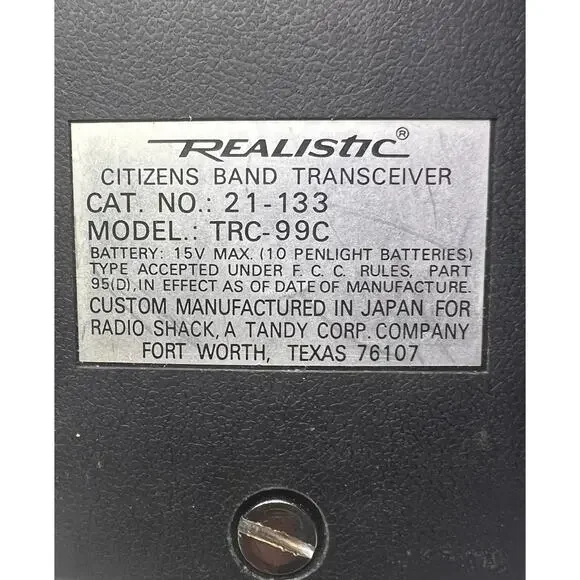 REALISTIC®
CITIZENS BAND TRANSCEIVER
CAT. NO.: 21-133
MODEL.: TRC-99C
BATTERY: 15V MAX. (10 PENLIGHT BATTERIES)
TYPE ACCEPTED UNDER F. C. C. RULES, PART
95(D), IN EFFECT AS OF DATE OF MANUFACTURE.
CUSTOM MANUFACTURED IN JAPAN FOR
RADIO SHACK, A TANDY CORP. COMPANY
FORT WORTH, TEXAS 76107